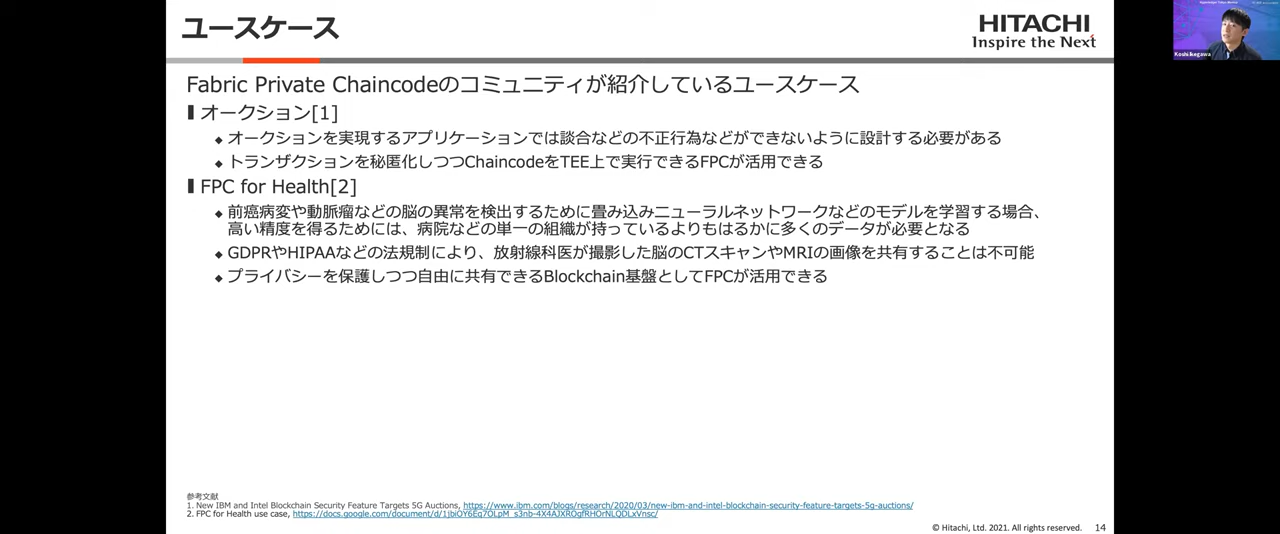 ユースケース
HITACHI
Inspire the Next
Koshi Ikegawa
Fabric Private Chaincodeのコミュニティが紹介しているユースケース
オークション[1]
オークションを実現するアプリケーションでは談合などの不正行為などができないように設計する必要がある
トランザクションを秘匿化しつつChaincodeをTEE上で実行できるFPCが活用できる
FPC for Health[2]
前癌病変や動脈瘤などの脳の異常を検出するために畳み込みニューラルネットワークなどのモデルを学習する場合、
高い精度を得るためには、病院などの単一の組織が持っているよりもはるかに多くのデータが必要となる
GDPRやHIPAAなどの法規制により、放射線科医が撮影した脳のCTスキャンやMRIの画像を共有することは不可能
プライバシーを保護しつつ自由に共有できるBlockchain基盤としてFPCが活用できる
参考文献
1. New IBM and Intel Blockchain Security Feature Targets 5G Auctions, https://www.ibm.com/blogs/research/2020/03/new-ibm-and-intel-blockchain-security-feature-targets-5g-auctions/
2. FPC for Health use case,
© Hitachi, Ltd. 2021. All rights reserved. 14